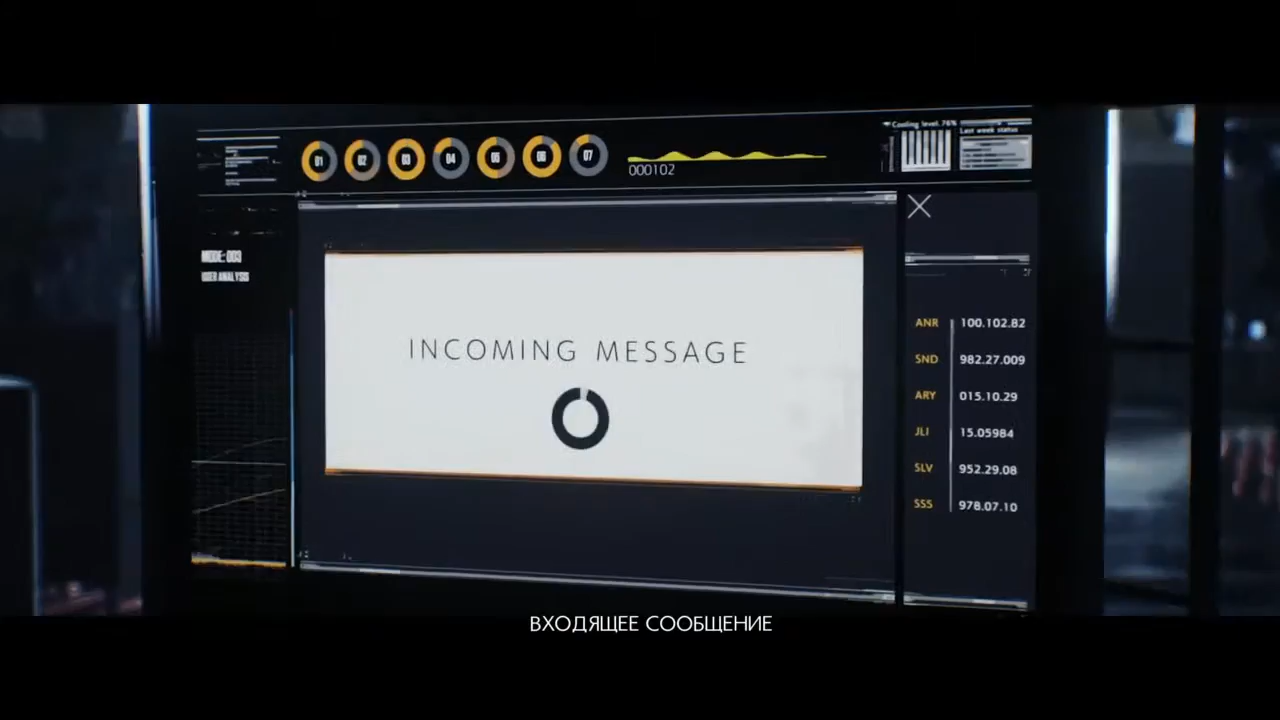 01 02 03 04 05 06 07
000102
Cooling level. 76%
Last week status
MODE: 003
USER ANALYSIS
INCOMING MESSAGE
ANR 100.102.82
SND 982.27.009
ARY 015.10.29
JLI 15.05984
SLV 952.29.08
SSS 978.07.10
ВХОДЯЩЕЕ СООБЩЕНИЕ